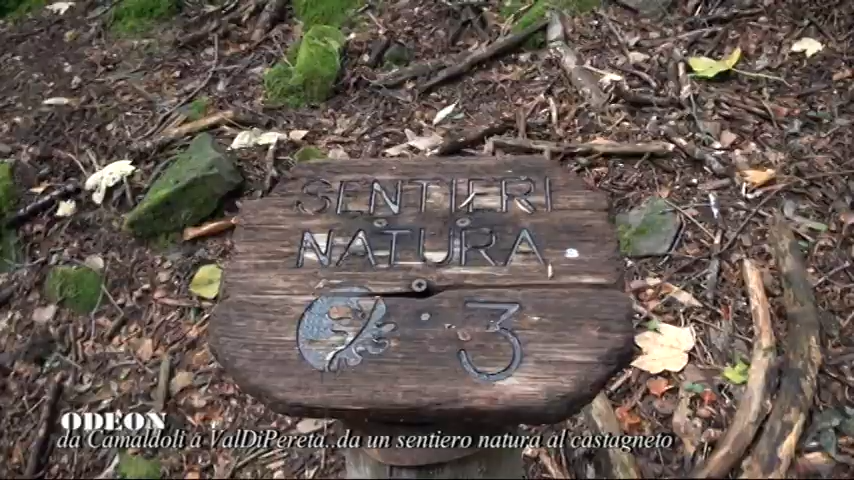 SENTIERI
NATURA
3
ODEON
da Camaldoli a ValDiPereta...da un sentiero natura al castagneto